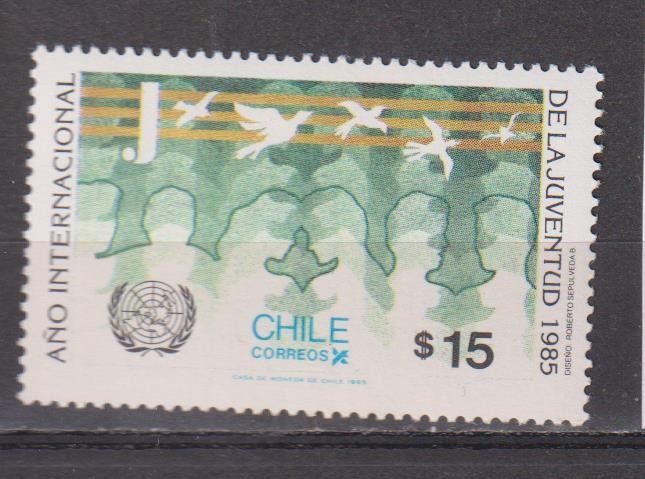 AÑO INTERNACIONAL
DE LA JUVENTUD 1985
DISEÑO: ROBERTO SEPULVEDA B.
J
CHILE
CORREOS
$15
CASA DE MONEDA DE CHILE 1985